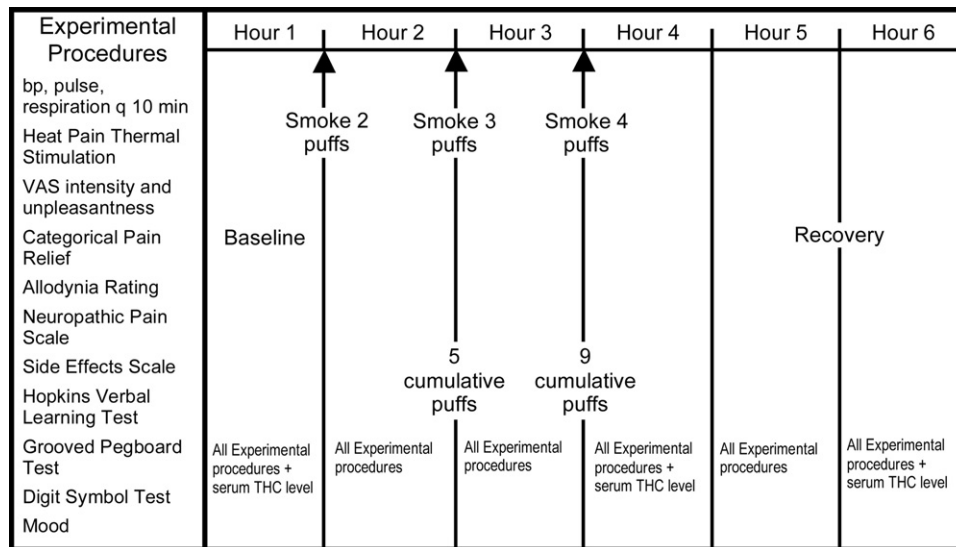 Experimental
Procedures
Hour 1
Hour 2
Hour 3
Hour 4
Hour 5
Hour 6
bp, pulse,
respiration q 10 min
Heat Pain Thermal
Stimulation
VAS intensity and
unpleasantness
Categorical Pain
Relief
Allodynia Rating
Neuropathic Pain
Scale
Side Effects Scale
Hopkins Verbal
Learning Test
Grooved Pegboard
Test
Digit Symbol Test
Mood
Smoke 2
puffs
Smoke 3
puffs
Smoke 4
puffs
Baseline
Recovery
5
cumulative
puffs
9
cumulative
puffs
All Experimental
procedures +
serum THC level
All Experimental
procedures
All Experimental
procedures
All Experimental
procedures +
serum THC level
All Experimental
procedures
All Experimental
procedures +
serum THC level